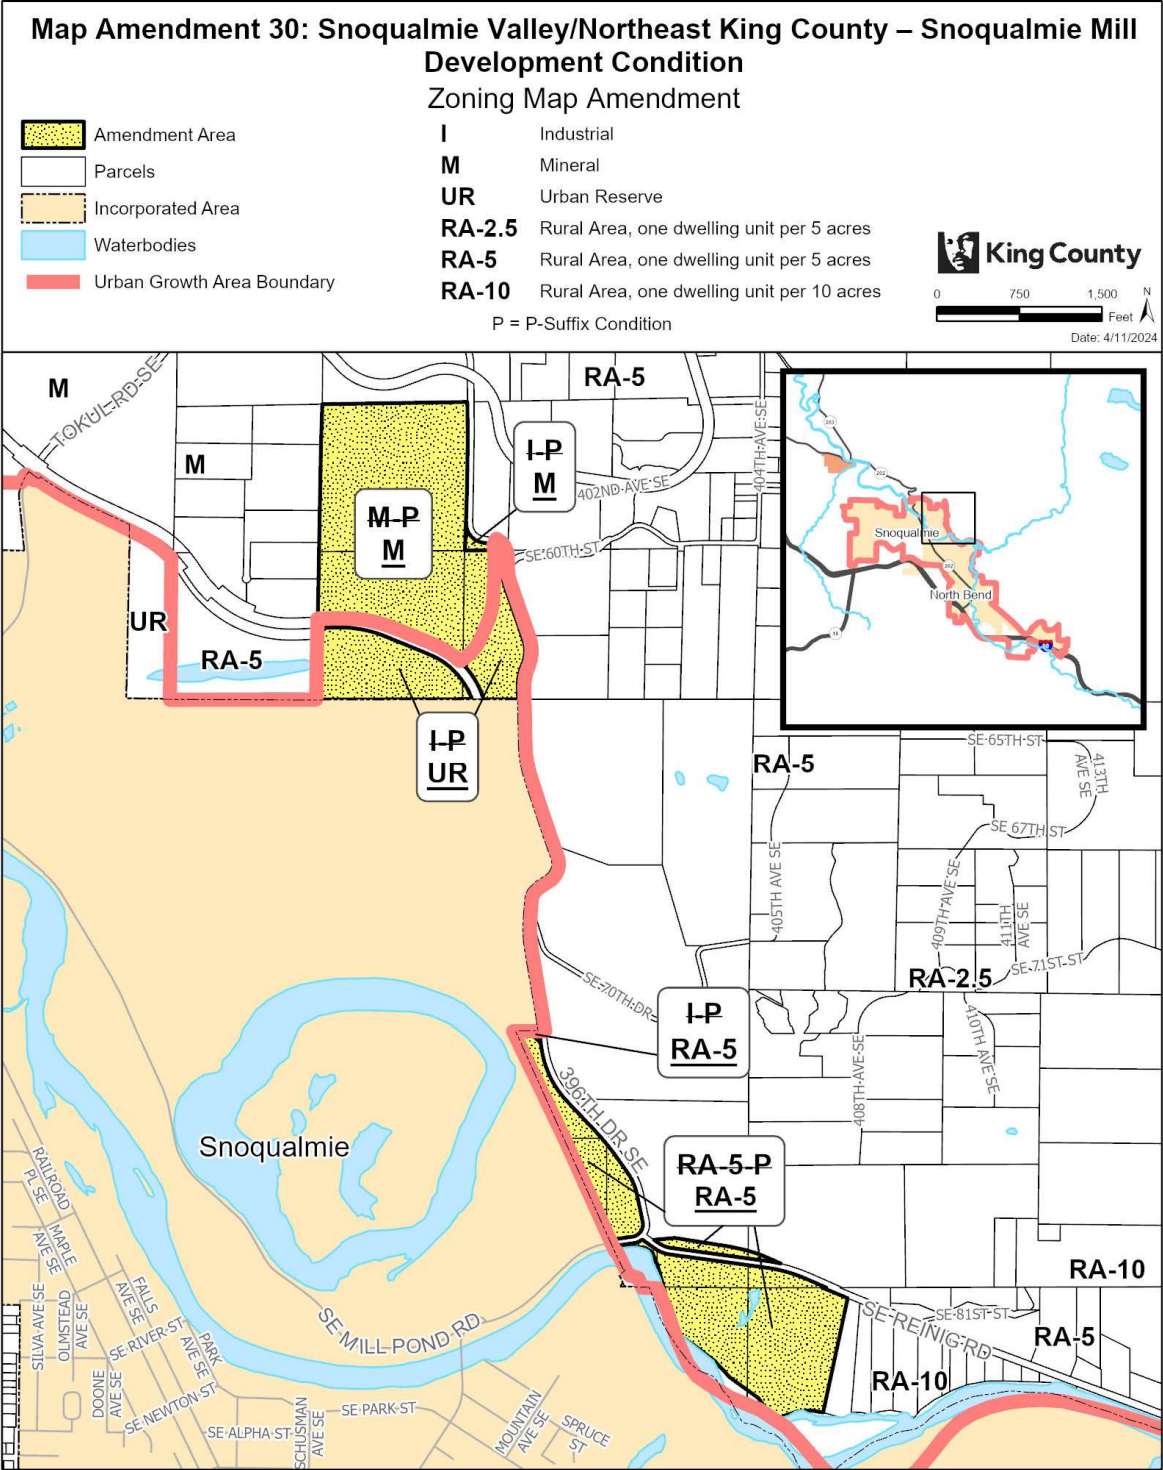 Map Amendment 30: Snoqualmie Valley/Northeast King County – Snoqualmie Mill
Development Condition
Zoning Map Amendment
Amendment Area
Parcels
Incorporated Area
Waterbodies
Urban Growth Area Boundary
I Industrial
M Mineral
UR Urban Reserve
RA-2.5 Rural Area, one dwelling unit per 5 acres
RA-5 Rural Area, one dwelling unit per 5 acres
RA-10 Rural Area, one dwelling unit per 10 acres
P = P-Suffix Condition
King County
0 750 1,500
Feet
N
Date: 4/11/2024
M
TOKUL RD SE
RA-5
M
I-P
M
402ND AVE SE
404TH AVE SE
M-P
M
SE 60TH ST
203
202
Snoqualmie
202
North Bend
18
UR
RA-5
I-P
UR
RA-5
SE 65TH ST
413TH
AVE SE
SE 67TH ST
405TH AVE SE
409TH AVE SE
411TH
AVE SE
SE 71ST ST
RA-2.5
SE 70TH DR
I-P
RA-5
410TH AVE SE
408TH AVE SE
396TH DR SE
Snoqualmie
RA-5-P
RA-5
RAILROAD
PL SE
MAPLE
AVE SE
FALLS
AVE SE
SILVA AVE SE
OLMSTEAD
AVE SE
SE RIVER ST
PARK
AVE SE
DOONE
AVE SE
SE NEWTON ST
SE ALPHA ST
SCHUSMAN
AVE SE
SE PARK ST
SE MILL POND RD
MOUNTAIN
AVE SE
SPRUCE
ST
RA-10
SE REINIG RD
SE 81ST ST
RA-5
RA-10